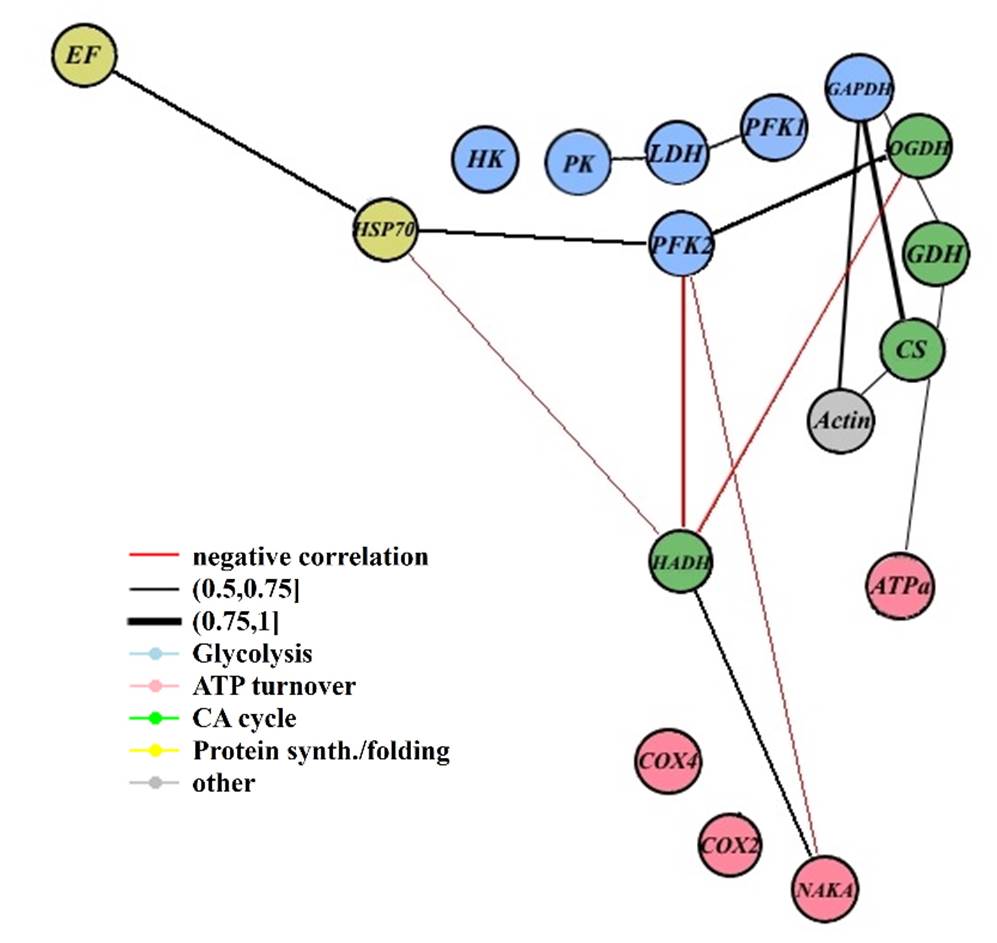 EF
GAPDH
PFK1
OGDH
HK
PK
LDH
HSP70
PFK2
GDH
CS
Actin
HADH
ATPa
negative correlation
(0.5,0.75]
(0.75,1]
Glycolysis
ATP turnover
CA cycle
Protein synth./folding
other
COX4
COX2
NAKA